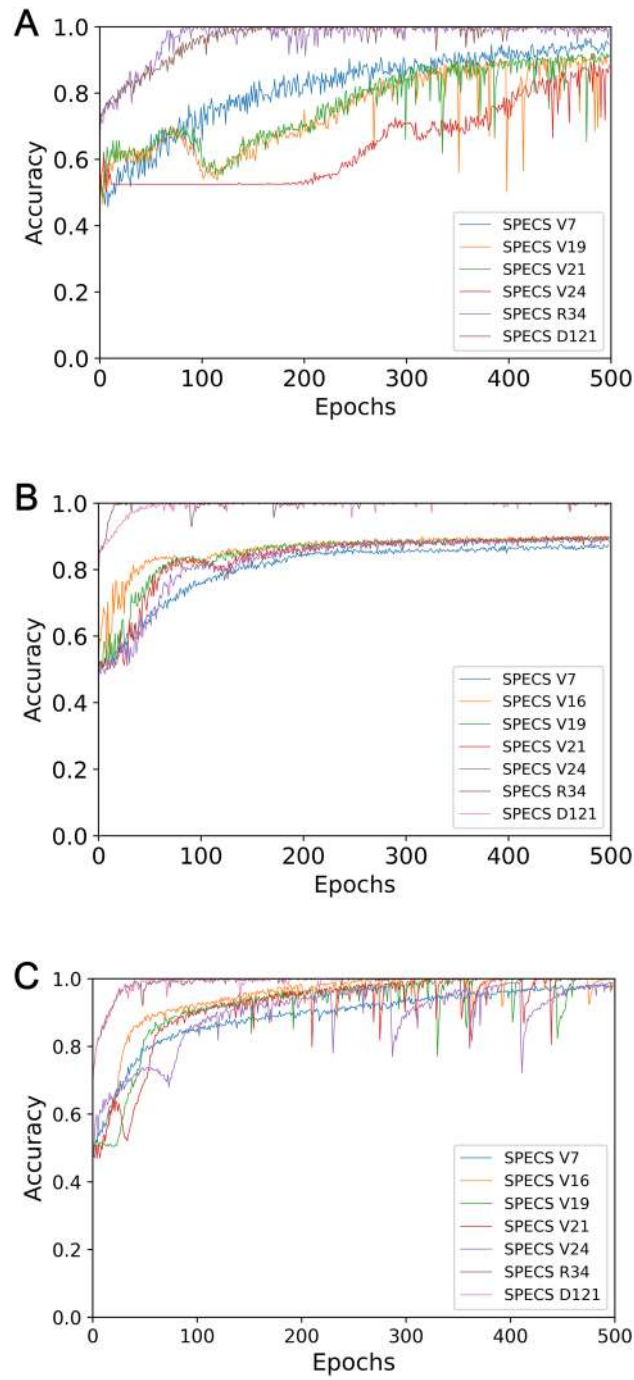 A
1.0
0.8
0.6
0.4
0.2
0.0
Accuracy
SPECS V7
SPECS V19
SPECS V21
SPECS V24
SPECS R34
SPECS D121
0 100 200 300 400 500
Epochs
B
1.0
0.8
0.6
0.4
0.2
0.0
Accuracy
SPECS V7
SPECS V16
SPECS V19
SPECS V21
SPECS V24
SPECS R34
SPECS D121
0 100 200 300 400 500
Epochs
C
1.0
0.8
0.6
0.4
0.2
0.0
Accuracy
SPECS V7
SPECS V16
SPECS V19
SPECS V21
SPECS V24
SPECS R34
SPECS D121
0 100 200 300 400 500
Epochs